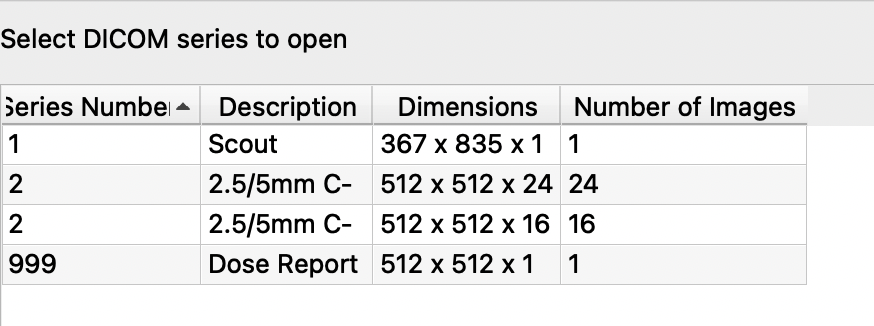 Select DICOM series to open
Series Number Description Dimensions Number of Images
1 Scout 367 x 835 x 1 1
2 2.5/5mm C- 512 x 512 x 24 24
2 2.5/5mm C- 512 x 512 x 16 16
999 Dose Report 512 x 512 x 1 1